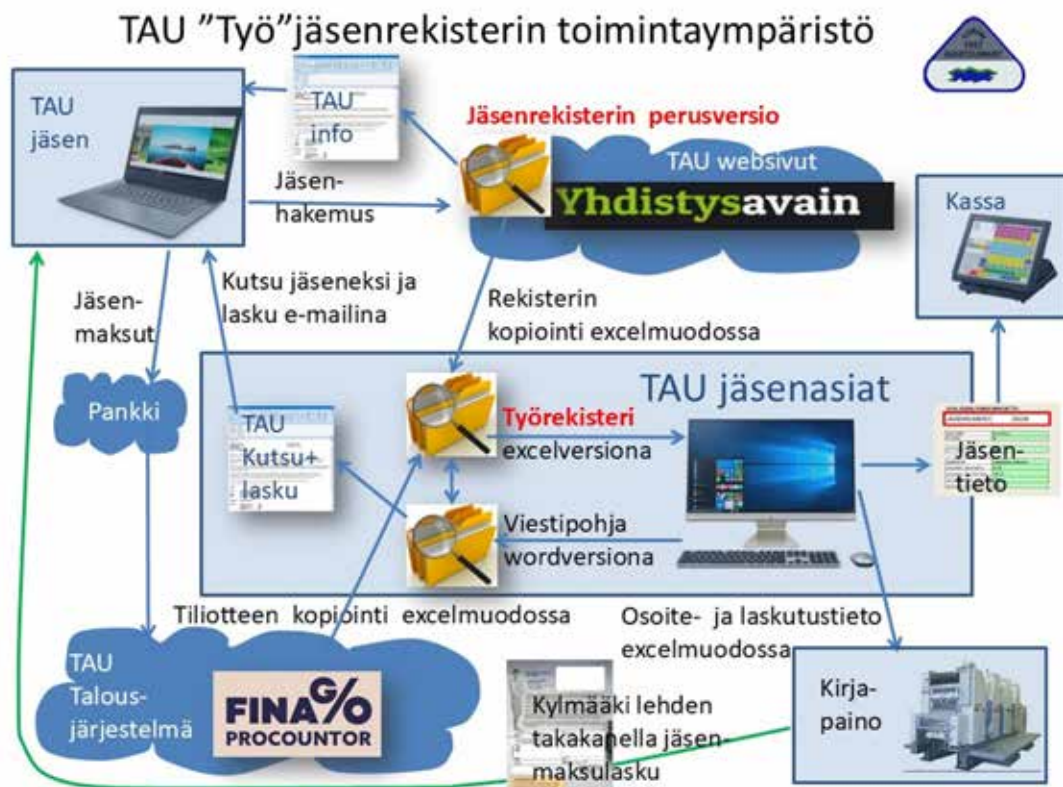 TAU ”Työ”jäsenrekisterin toimintaympäristö
TAU
jäsen
TAU
info
Jäsenrekisterin perusversio
TAU websivut
Yhdistysavain
Jäsen-
hakemus
Kassa
Jäsen-
maksut
Kutsu jäseneksi ja
lasku e-mailina
Rekisterin
kopiointi excelmuodossa
Pankki
TAU jäsenasiat
TAU
Kutsu+
lasku
Työrekisteri
excelversiona
Jäsen-
tieto
Viestipohja
wordversiona
Tiliotteen kopiointi excelmuodossa
Osoite- ja laskutustieto
excelmuodossa
TAU
Talous-
järjestelmä
FINAGO
PROCOUNTOR
Kylmääki lehden
takakanella jäsen-
maksulasku
Kirja-
paino